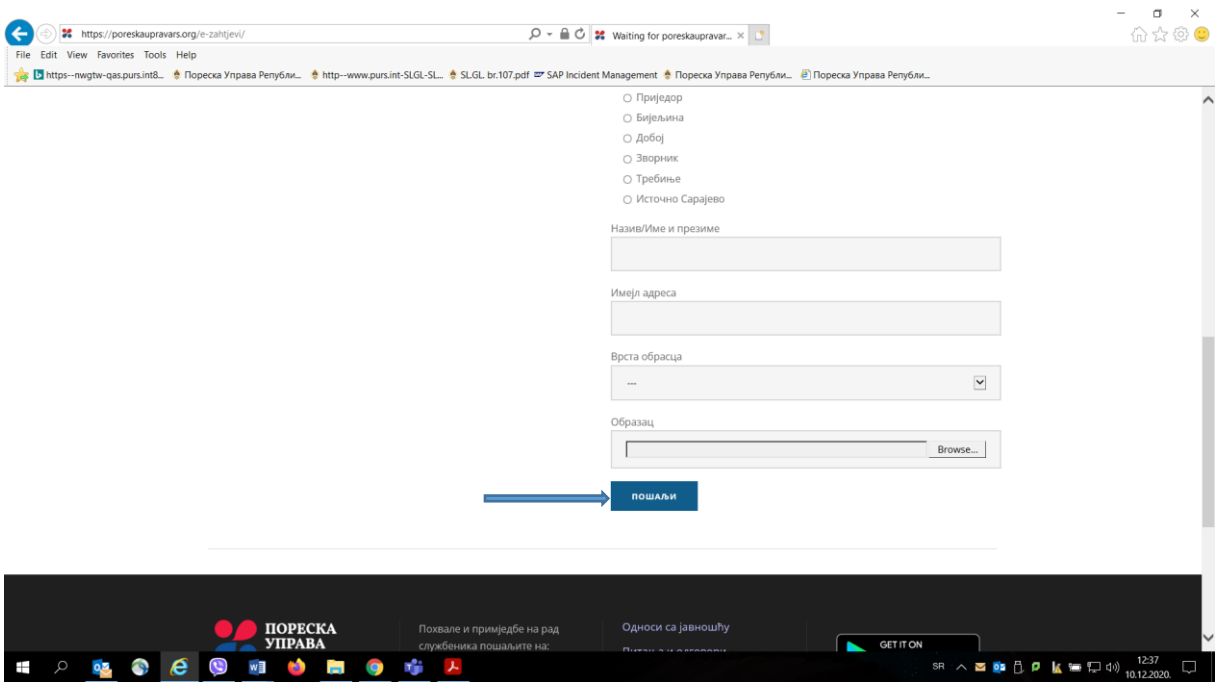 https://poreskaupravars.org/e-zahtjevi/
Waiting for poreskaupravar...
File Edit View Favorites Tools Help
https--nwgtw-qas.purs.int8... Пореска Управа Републи... http--www.purs.int-SLGL-SL... SL.GL. br.107.pdf SAP Incident Management Пореска Управа Републи... Пореска Управа Републи...
Приједор
Бијељина
Добој
Зворник
Требиње
Источно Сарајево
Назив/Име и презиме
Имејл адреса
Врста обрасца
---
Образац
Browse...
ПОШАЉИ
ПОРЕСКА
УПРАВА
Похвале и примједбе на рад
службеника пошаљите на:
Односи са јавношћу
Питања и одговори
GET IT ON
SR
12:37
10.12.2020.